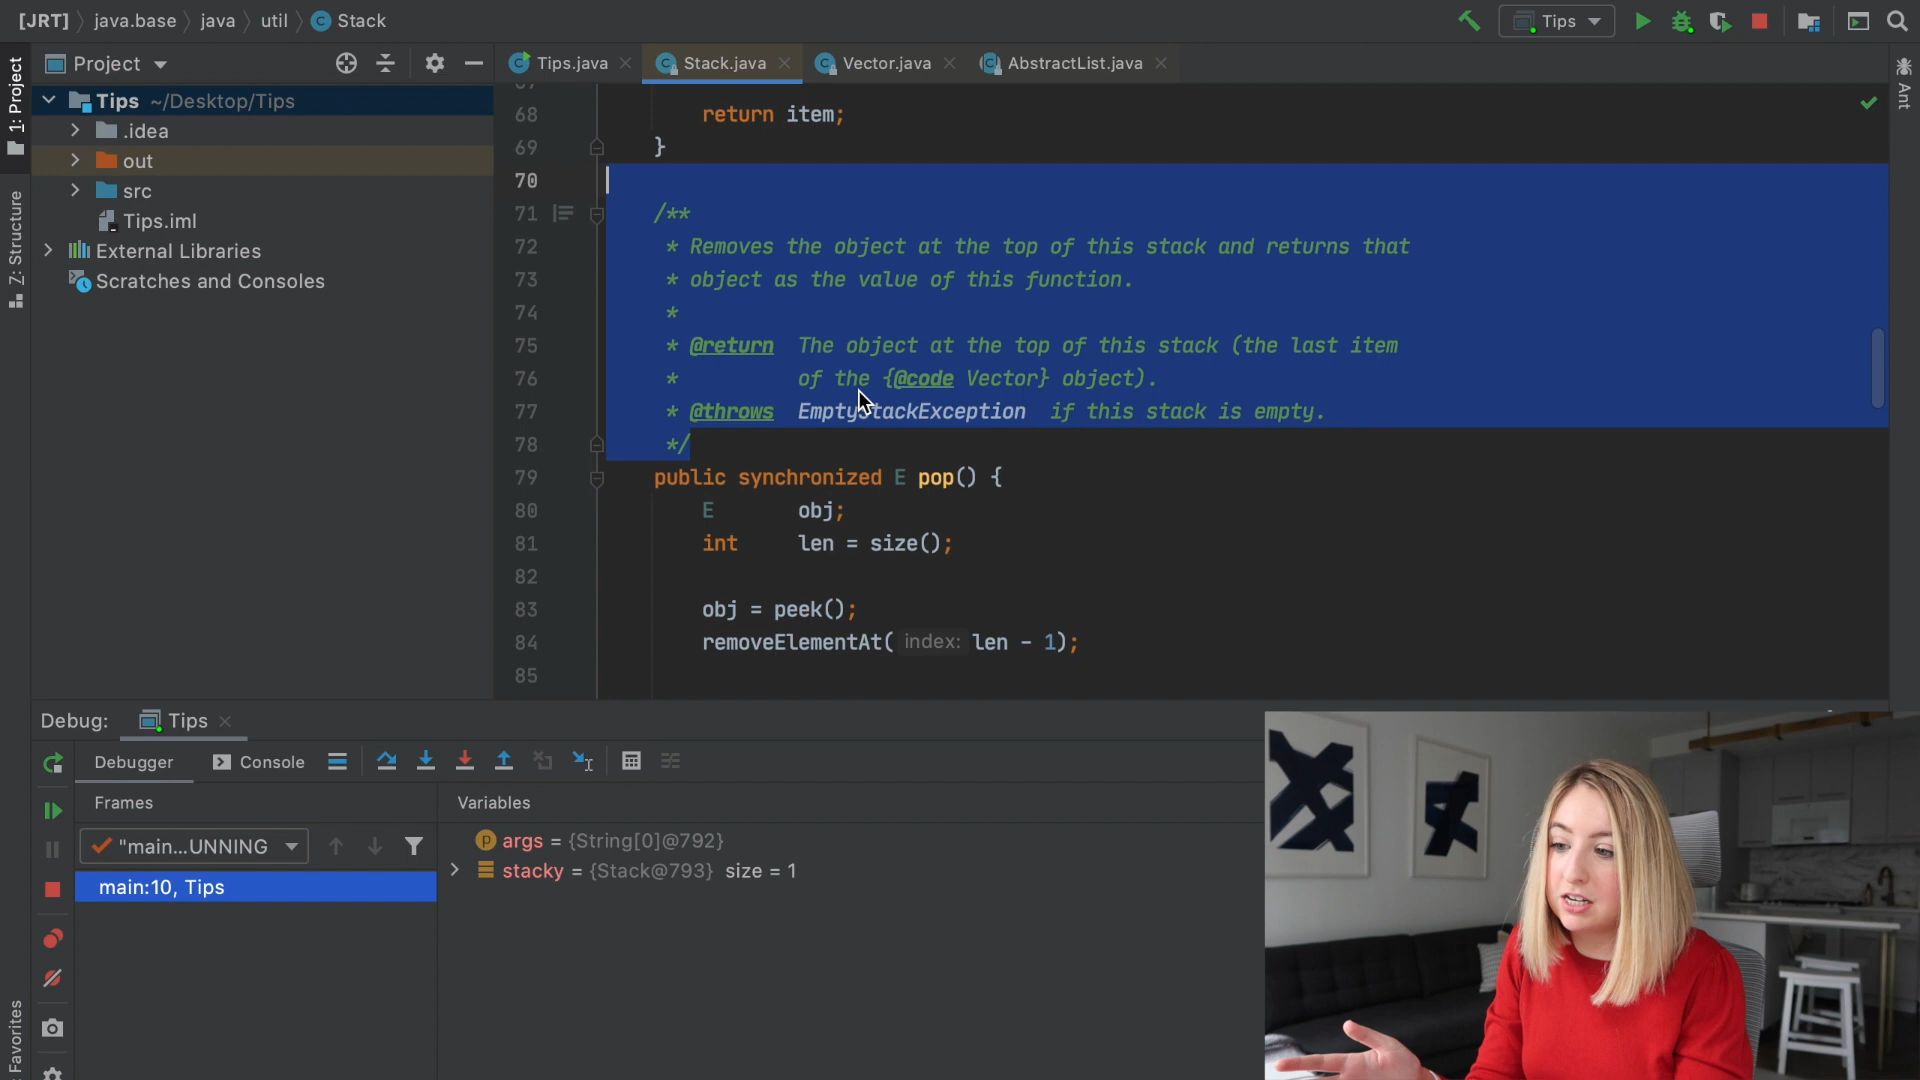 [JRT] java.base java util Stack
Tips
Project
Tips.java Stack.java Vector.java AbstractList.java
1: Project
Z: Structure
Favorites
Ant
Tips ~/Desktop/Tips
.idea
out
src
Tips.iml
External Libraries
Scratches and Consoles
68 return item;
69 }
70
71 /**
72 * Removes the object at the top of this stack and returns that
73 * object as the value of this function.
74 *
75 * @return The object at the top of this stack (the last item
76 * of the {@code Vector} object).
77 * @throws EmptyStackException if this stack is empty.
78 */
79 public synchronized E pop() {
80 E obj;
81 int len = size();
82
83 obj = peek();
84 removeElementAt( index: len - 1);
85
Debug: Tips
Debugger Console
Frames
Variables
"main...UNNING
main:10, Tips
args = {String[0]@792}
stacky = {Stack@793} size = 1